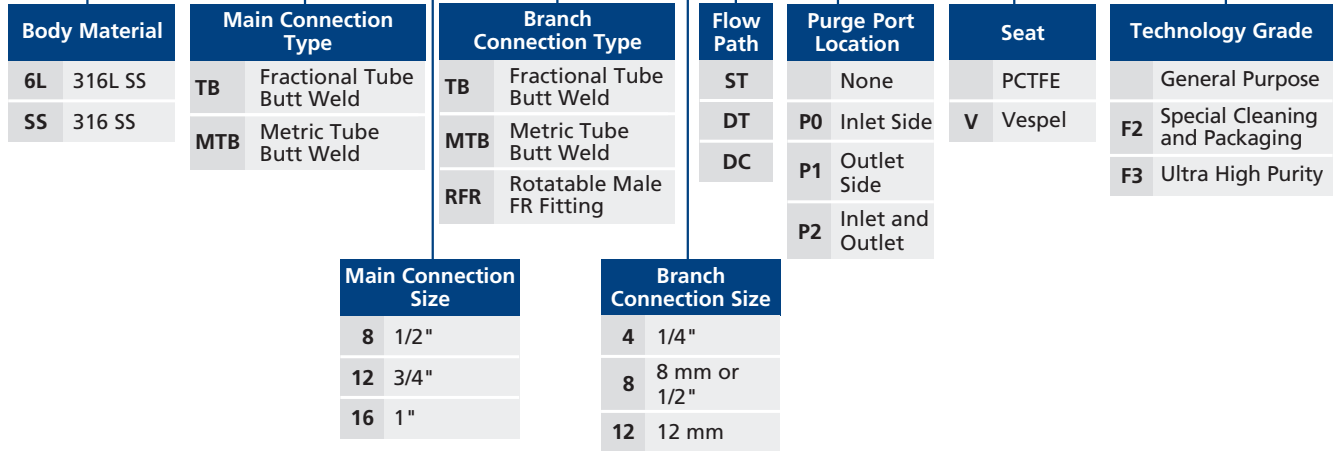 Body Material
6L 316L SS
SS 316 SS
Main Connection
Type
TB Fractional Tube
Butt Weld
MTB Metric Tube
Butt Weld
Branch
Connection Type
TB Fractional Tube
Butt Weld
MTB Metric Tube
Butt Weld
RFR Rotatable Male
FR Fitting
Flow
Path
ST
DT
DC
Purge Port
Location
None
P0 Inlet Side
P1 Outlet
Side
P2 Inlet and
Outlet
Seat
PCTFE
V Vespel
Technology Grade
General Purpose
F2 Special Cleaning
and Packaging
F3 Ultra High Purity
Main Connection
Size
8 1/2"
12 3/4"
16 1"
Branch
Connection Size
4 1/4"
8 8 mm or
1/2"
12 12 mm